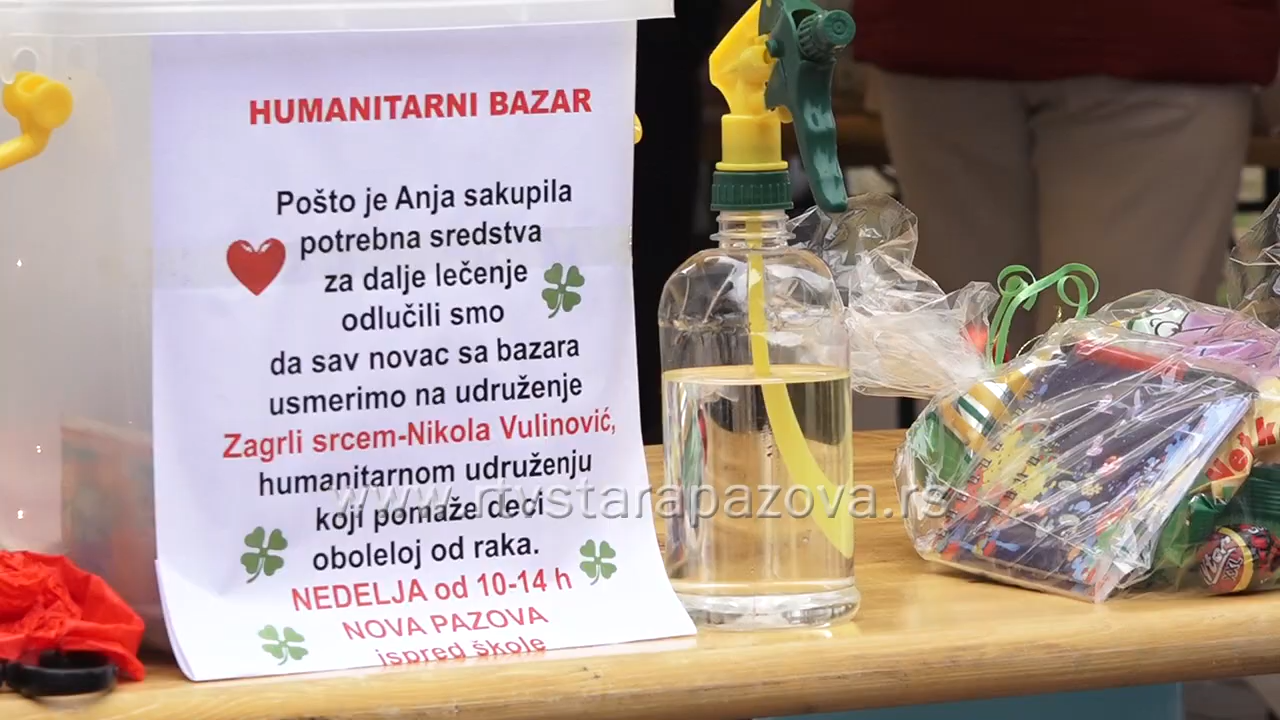 HUMANITARNI BAZAR
Pošto je Anja sakupila
potrebna sredstva
za dalje lečenje
odlučili smo
da sav novac sa bazara
usmerimo na udruženje
Zagrli srcem-Nikola Vulinović,
humanitarnom udruženju
koji pomaže deci
oboleloj od raka.
NEDELJA od 10-14 h
NOVA PAZOVA
ispred škole
www.rtvstarapazova.rs